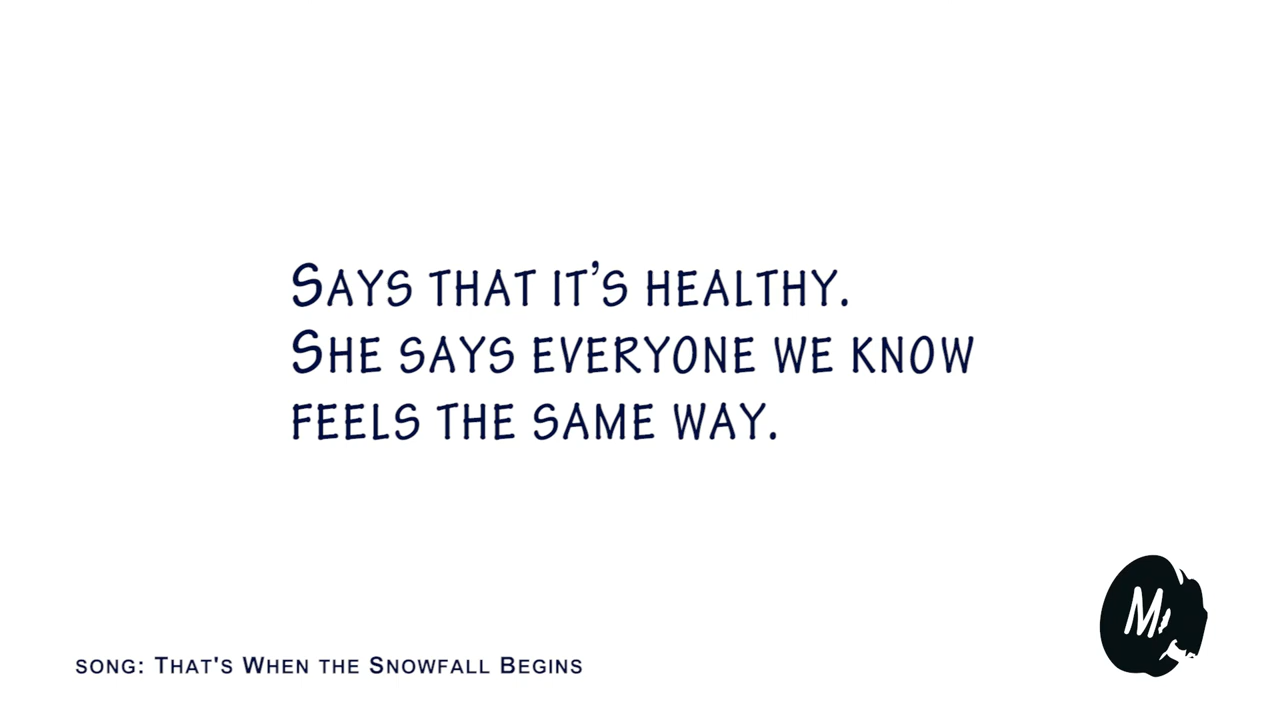 Says that it's healthy.
She says everyone we know
feels the same way.
song: That's When the Snowfall Begins
M